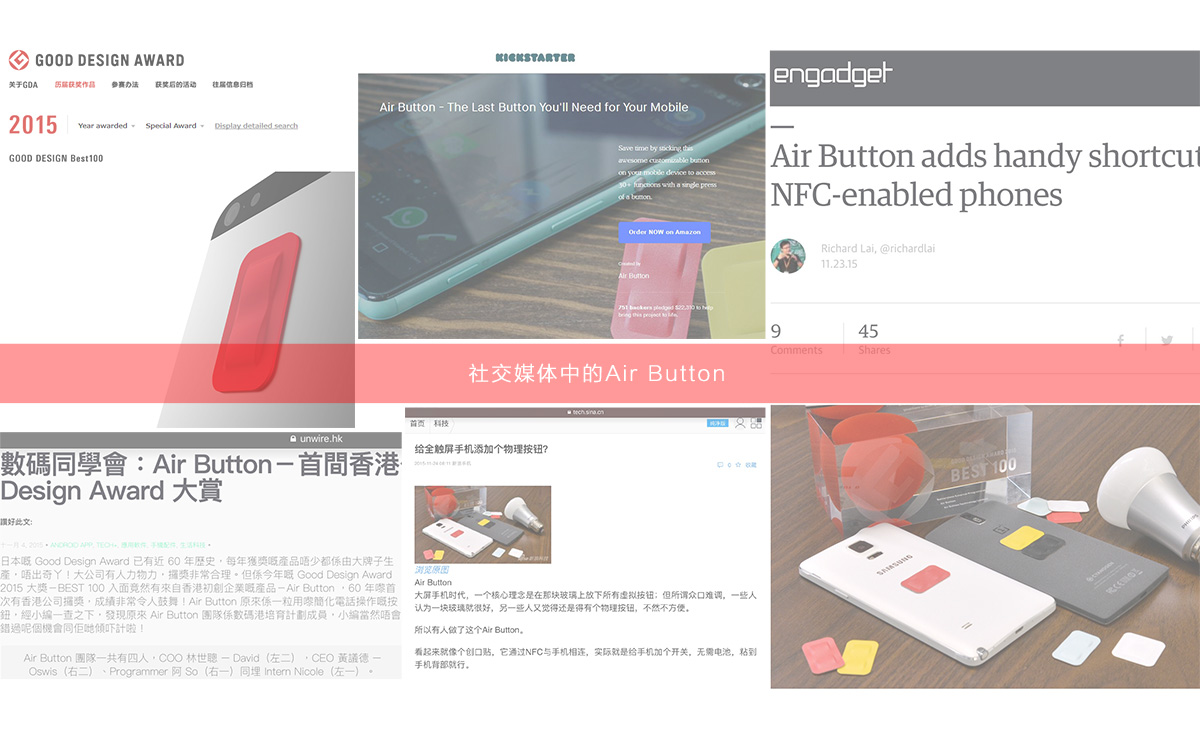 GOOD DESIGN AWARD
关于GDA 历届获奖作品 参赛办法 获奖后的活动 往届信息归档
2015 Year awarded Special Award Display detailed search
GOOD DESIGN Best100
KICKSTARTER
Air Button - The Last Button You'll Need for Your Mobile
Save time by sticking this
awesome customizable button
on your mobile device to access
30+ functions with a single press
of a button.
Order NOW on Amazon
Created by
Air Button
751 backers pledged $22,310 to help
bring this project to life.
engadget
Air Button adds handy shortcut
NFC-enabled phones
Richard Lai, @richardlai
11.23.15
9
Comments
45
Shares
社交媒体中的Air Button
unwire.hk
數碼同學會：Air Button－首間香港
Design Award 大賞
讚好此文:
十一月 4, 2015 • ANDROID APP, TECH+, 應用軟件, 手機配件, 生活科技 •
日本嘅 Good Design Award 已有近 60 年歷史，每年獲獎嘅產品唔少都係由大牌子生
產，唔出奇丫！大公司有人力物力，攞獎非常合理。但係今年嘅 Good Design Award
2015 大獎－BEST 100 入面竟然有來自香港初創企業嘅產品－Air Button ，60 年嚟首
次有香港公司攞獎，成績非常令人鼓舞！Air Button 原來係一粒用嚟簡化電話操作嘅按
鈕，經小編一查之下，發現原來 Air Button 團隊係數碼港培育計劃成員，小編當然唔會
錯過呢個機會同佢哋傾吓計啦！
Air Button 團隊一共有四人，COO 林世聰 － David（左二），CEO 黃議德 －
Oswis（右二）、Programmer 阿 So（右一）同埋 Intern Nicole（左一）。
tech.sina.cn
首页 科技
给全触屏手机添加个物理按钮?
0 收藏
浏览原图
Air Button
大屏手机时代，一个核心理念是在那块玻璃上放下所有虚拟按钮；但所谓众口难调，一些人
认为一块玻璃就很好，另一些人又觉得还是得有个物理按钮，不然不方便。
所以有人做了这个Air Button。
看起来就像个创口贴，它通过NFC与手机相连，实际就是给手机加个开关，无需电池，粘到
手机背部就行。
BEST 100
SAMSUNG